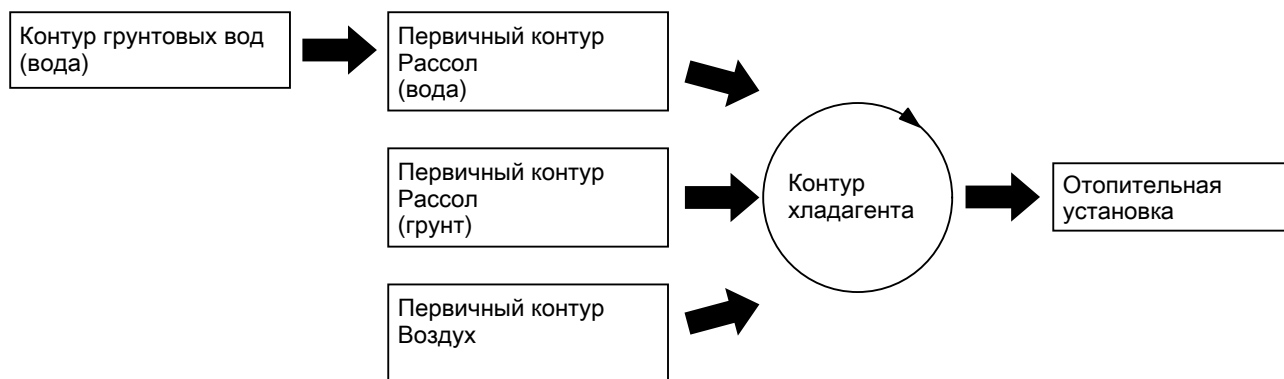 Контур грунтовых вод
(вода)
Первичный контур
Рассол
(вода)
Первичный контур
Рассол
(грунт)
Первичный контур
Воздух
Контур
хладагента
Отопительная
установка